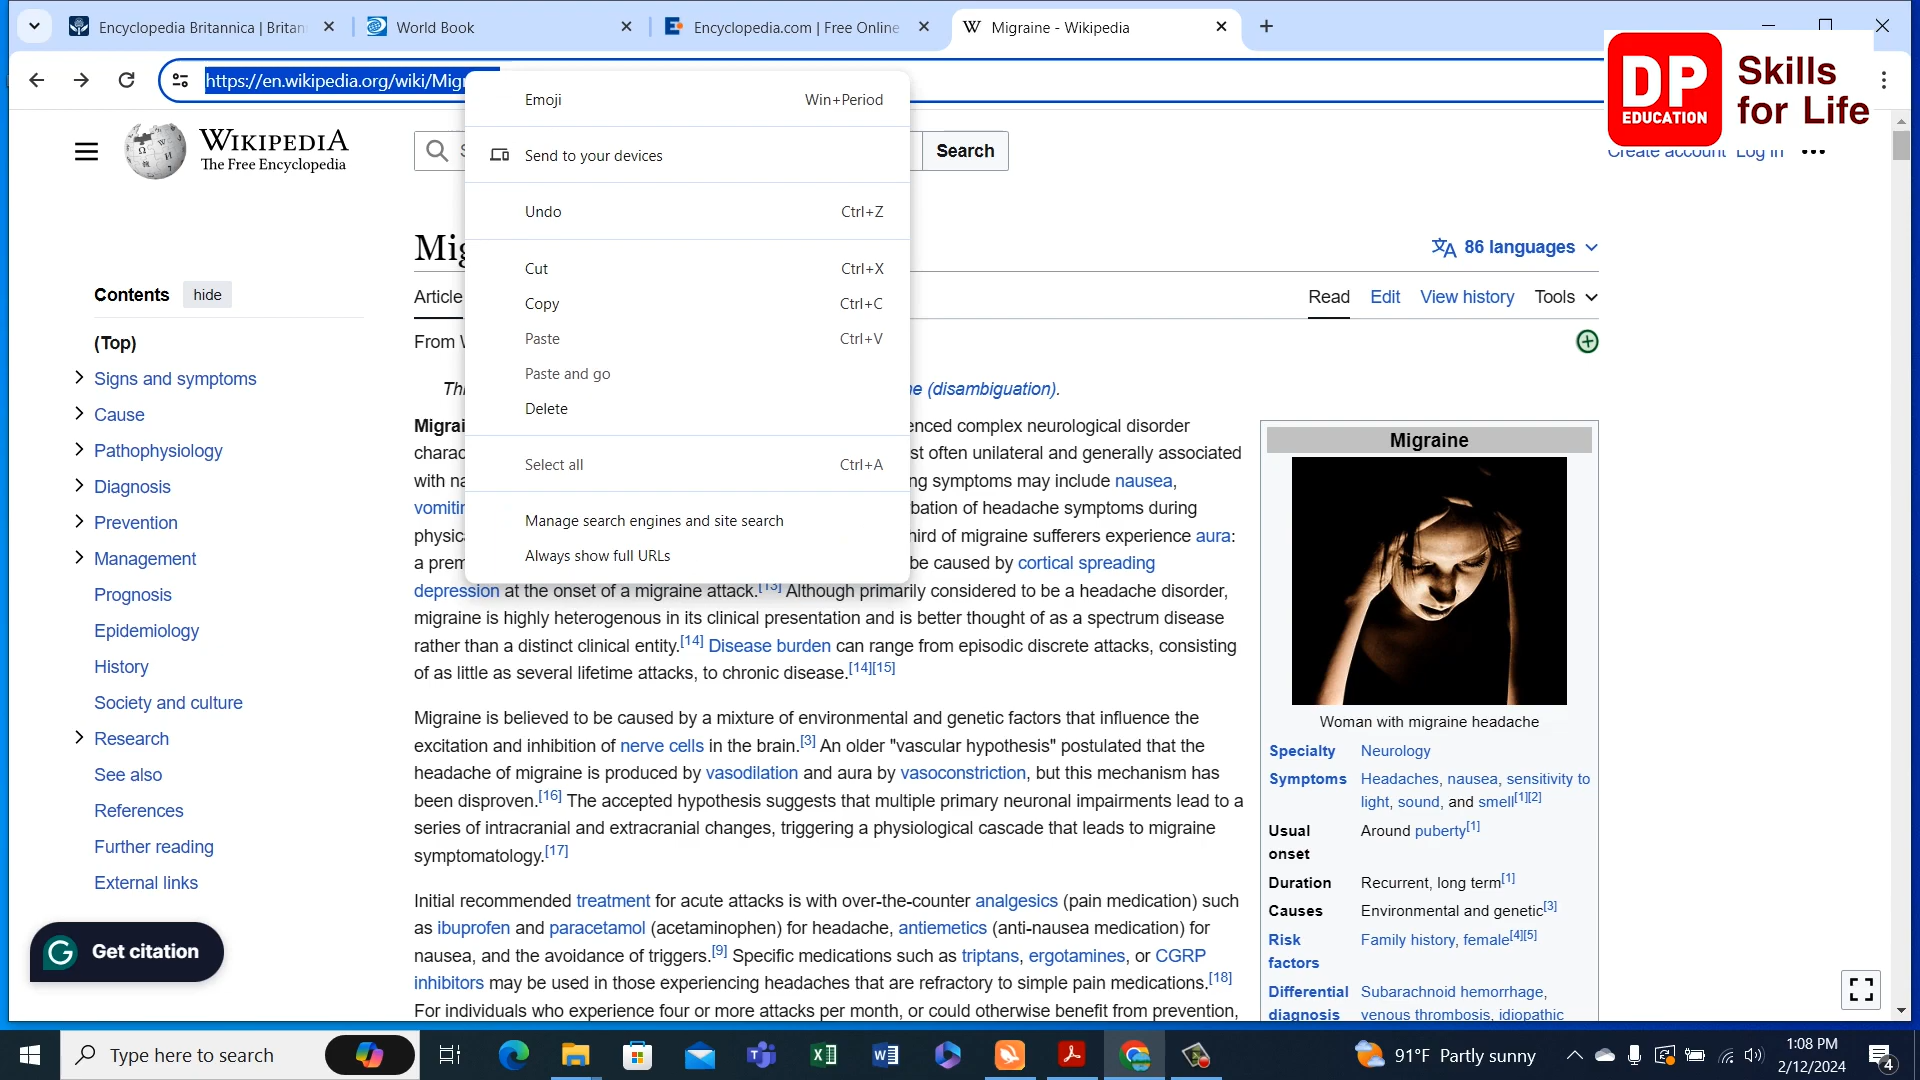 Encyclopedia Britannica | Britan
World Book
Encyclopedia.com | Free Online
Migraine - Wikipedia
https://en.wikipedia.org/wiki/Migr
DP
EDUCATION
Skills
for Life
Emoji Win+Period
Send to your devices
Undo Ctrl+Z
Cut Ctrl+X
Copy Ctrl+C
Paste Ctrl+V
Paste and go
Delete
Select all Ctrl+A
Manage search engines and site search
Always show full URLs
WIKIPEDIA
The Free Encyclopedia
S
Search
Create account Log in
Mig
86 languages
Article
Read Edit View history Tools
From W
Contents hide
(Top)
Signs and symptoms
Cause
Pathophysiology
Diagnosis
Prevention
Management
Prognosis
Epidemiology
History
Society and culture
Research
See also
References
Further reading
External links
Get citation
Thi
ne (disambiguation).
Migrai enced complex neurological disorder
charac st often unilateral and generally associated
with na ng symptoms may include nausea,
vomitin bation of headache symptoms during
physica hird of migraine sufferers experience aura:
a prem be caused by cortical spreading
depression at the onset of a migraine attack.[13] Although primarily considered to be a headache disorder,
migraine is highly heterogenous in its clinical presentation and is better thought of as a spectrum disease
rather than a distinct clinical entity.[14] Disease burden can range from episodic discrete attacks, consisting
of as little as several lifetime attacks, to chronic disease.[14][15]
Migraine is believed to be caused by a mixture of environmental and genetic factors that influence the
excitation and inhibition of nerve cells in the brain.[3] An older "vascular hypothesis" postulated that the
headache of migraine is produced by vasodilation and aura by vasoconstriction, but this mechanism has
been disproven.[16] The accepted hypothesis suggests that multiple primary neuronal impairments lead to a
series of intracranial and extracranial changes, triggering a physiological cascade that leads to migraine
symptomatology.[17]
Initial recommended treatment for acute attacks is with over-the-counter analgesics (pain medication) such
as ibuprofen and paracetamol (acetaminophen) for headache, antiemetics (anti-nausea medication) for
nausea, and the avoidance of triggers.[9] Specific medications such as triptans, ergotamines, or CGRP
inhibitors may be used in those experiencing headaches that are refractory to simple pain medications.[18]
For individuals who experience four or more attacks per month, or could otherwise benefit from prevention,
Migraine
Woman with migraine headache
Specialty Neurology
Symptoms Headaches, nausea, sensitivity to
light, sound, and smell[1][2]
Usual Around puberty[1]
onset
Duration Recurrent, long term[1]
Causes Environmental and genetic[3]
Risk Family history, female[4][5]
factors
Differential Subarachnoid hemorrhage,
diagnosis venous thrombosis, idiopathic
Type here to search
91°F Partly sunny
1:08 PM
2/12/2024
4